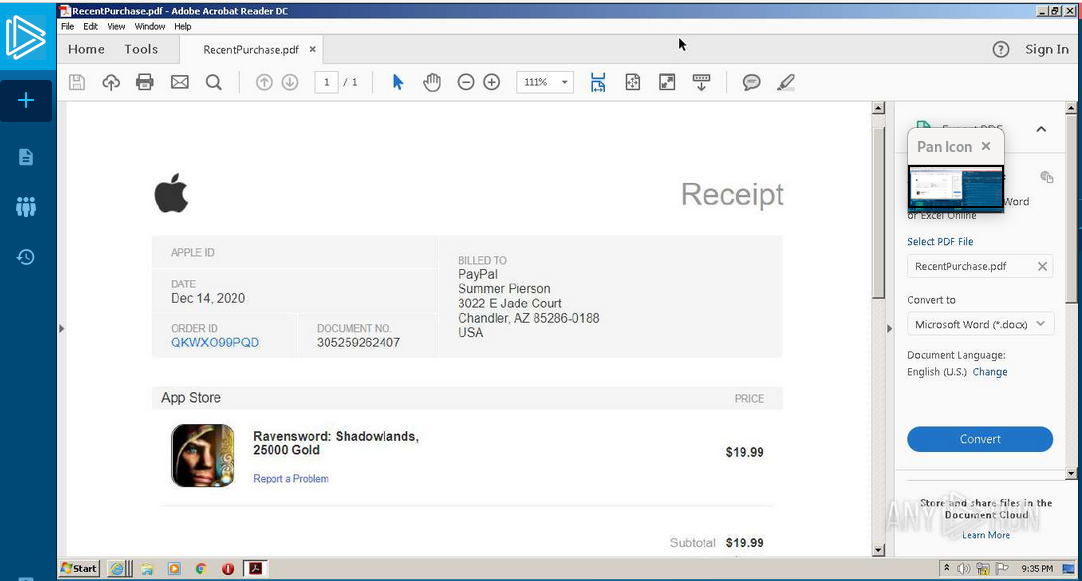 RecentPurchase.pdf - Adobe Acrobat Reader DC
File Edit View Window Help
Home Tools RecentPurchase.pdf × ? Sign In
1 / 1 111%
Pan Icon ×
Word
or Excel Online
Select PDF File
RecentPurchase.pdf
Convert to
Microsoft Word (*.docx)
Document Language:
English (U.S.) Change
Convert
Store and share files in the
Document Cloud
Learn More
Receipt
APPLE ID
DATE
Dec 14, 2020
ORDER ID
QKWXO99PQD
DOCUMENT NO.
305259262407
BILLED TO
PayPal
Summer Pierson
3022 E Jade Court
Chandler, AZ 85286-0188
USA
App Store PRICE
Ravensword: Shadowlands,
25000 Gold
$19.99
Report a Problem
Subtotal $19.99
ANY RUN
Start 9:35 PM